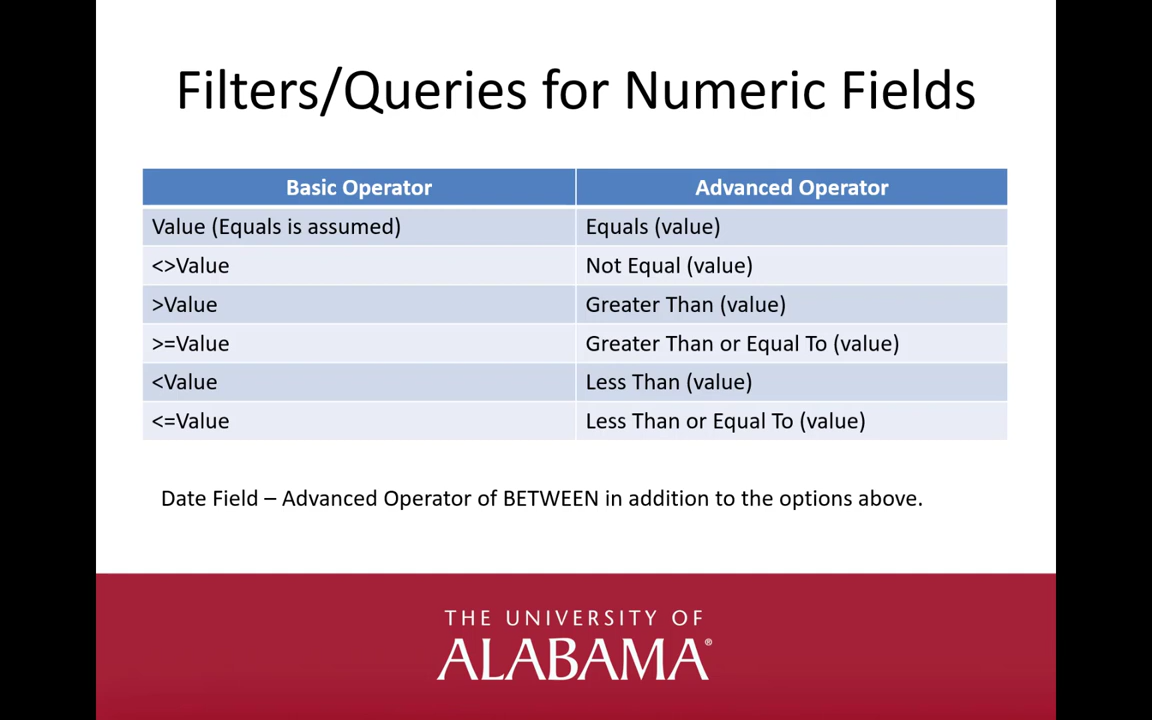 Filters/Queries for Numeric Fields
Basic Operator Advanced Operator
Value (Equals is assumed) Equals (value)
<>Value Not Equal (value)
>Value Greater Than (value)
>=Value Greater Than or Equal To (value)
<Value Less Than (value)
<=Value Less Than or Equal To (value)
Date Field – Advanced Operator of BETWEEN in addition to the options above.
THE UNIVERSITY OF
ALABAMA®